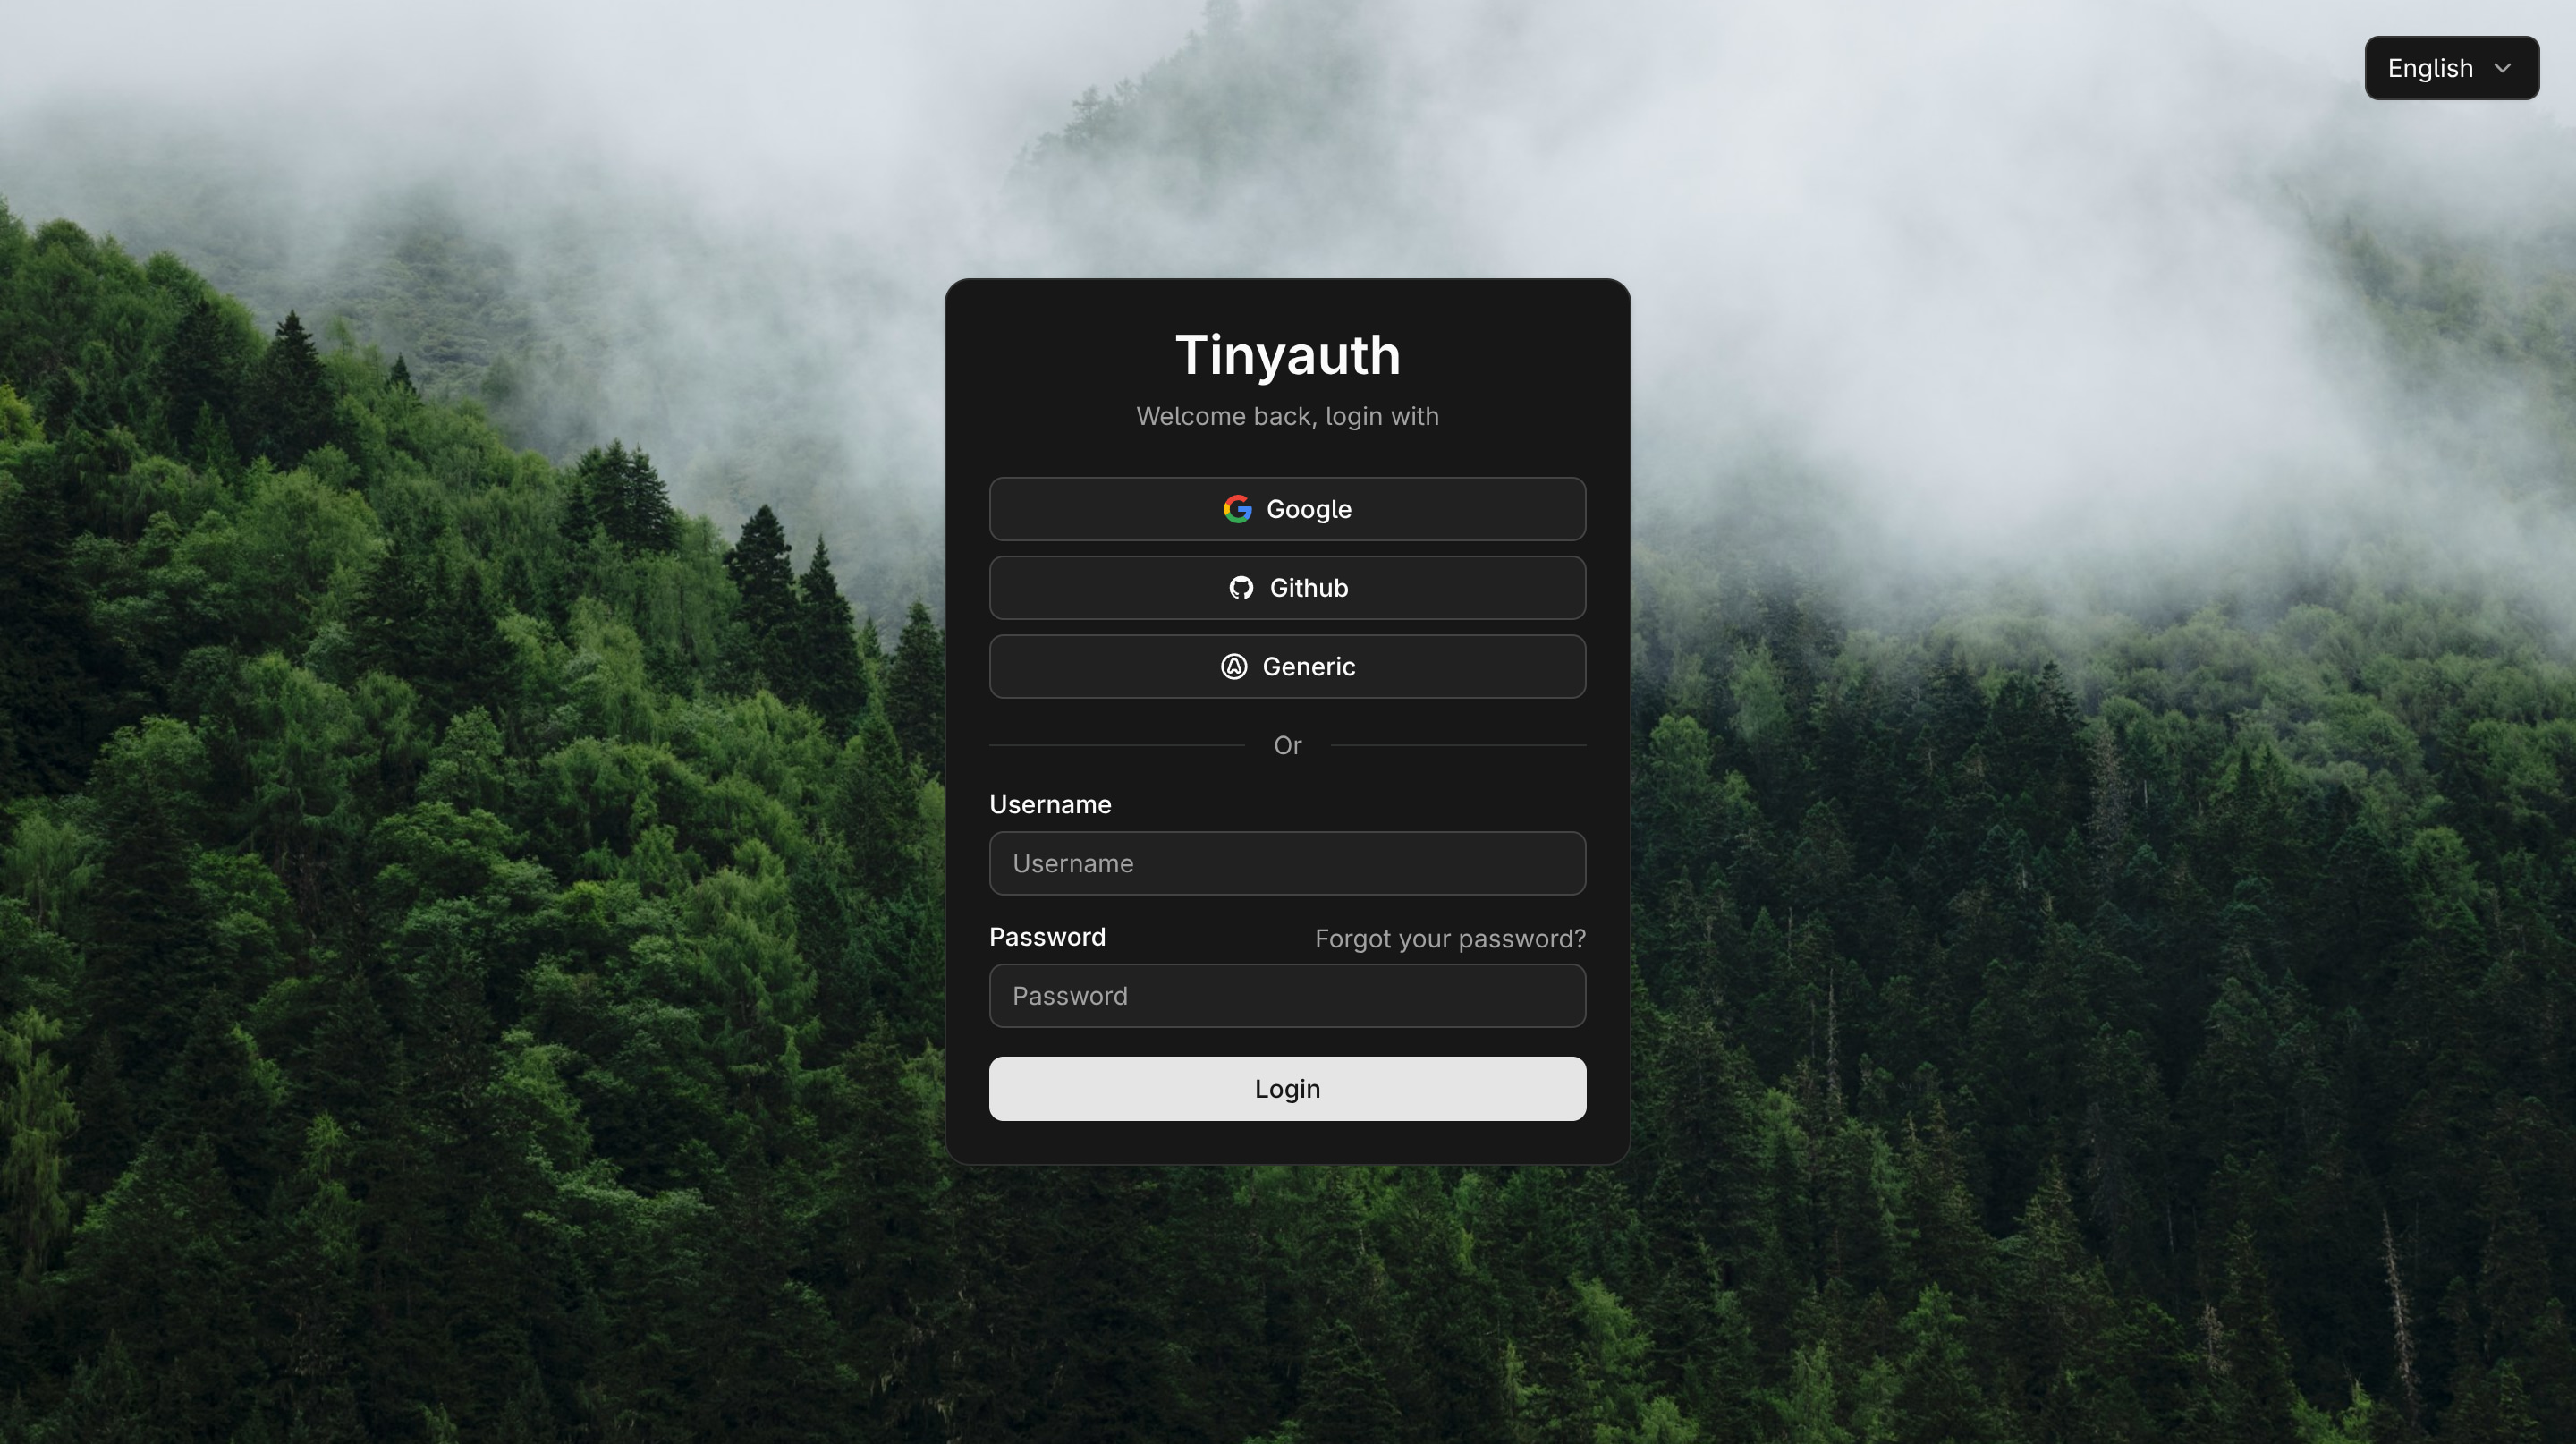 English
Tinyauth
Welcome back, login with
Google
Github
Generic
Or
Username
Username
Password Forgot your password?
Password
Login